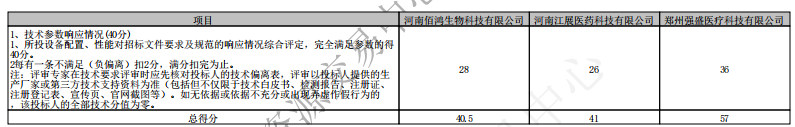 项目 河南佰鸿生物科技有限公司 河南江展医药科技有限公司 郑州强盛医疗科技有限公司
1、技术参数响应情况(40分)
1、所投设备配置、性能对招标文件要求及规范的响应情况综合评定，完全满足参数的得
40分。
2每有一条不满足（负偏离）扣2分，满分扣完为止。
注：评审专家在技术要求评审时应先核对投标人的技术偏离表，评审以投标人提供的生
产厂家或第三方技术支持资料为准（包括但不仅限于技术白皮书、检测报告、注册证、
注册登记表、宣传页、官网截图等）。如无依据或依据不充分或出现弄虚作假行为的
，该投标人的全部技术分值为零。
28 26 36
总得分 40.5 41 57
资源交易中心
中心